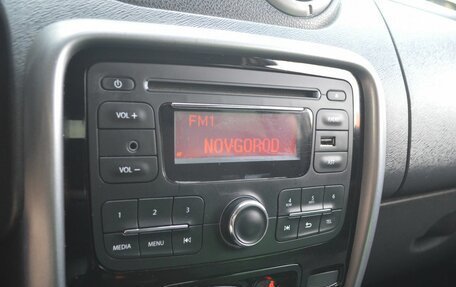 FM1
VOL +
NOVGOROD
VOL −
1 2 3
4 5 6
MEDIA MENU
TEL